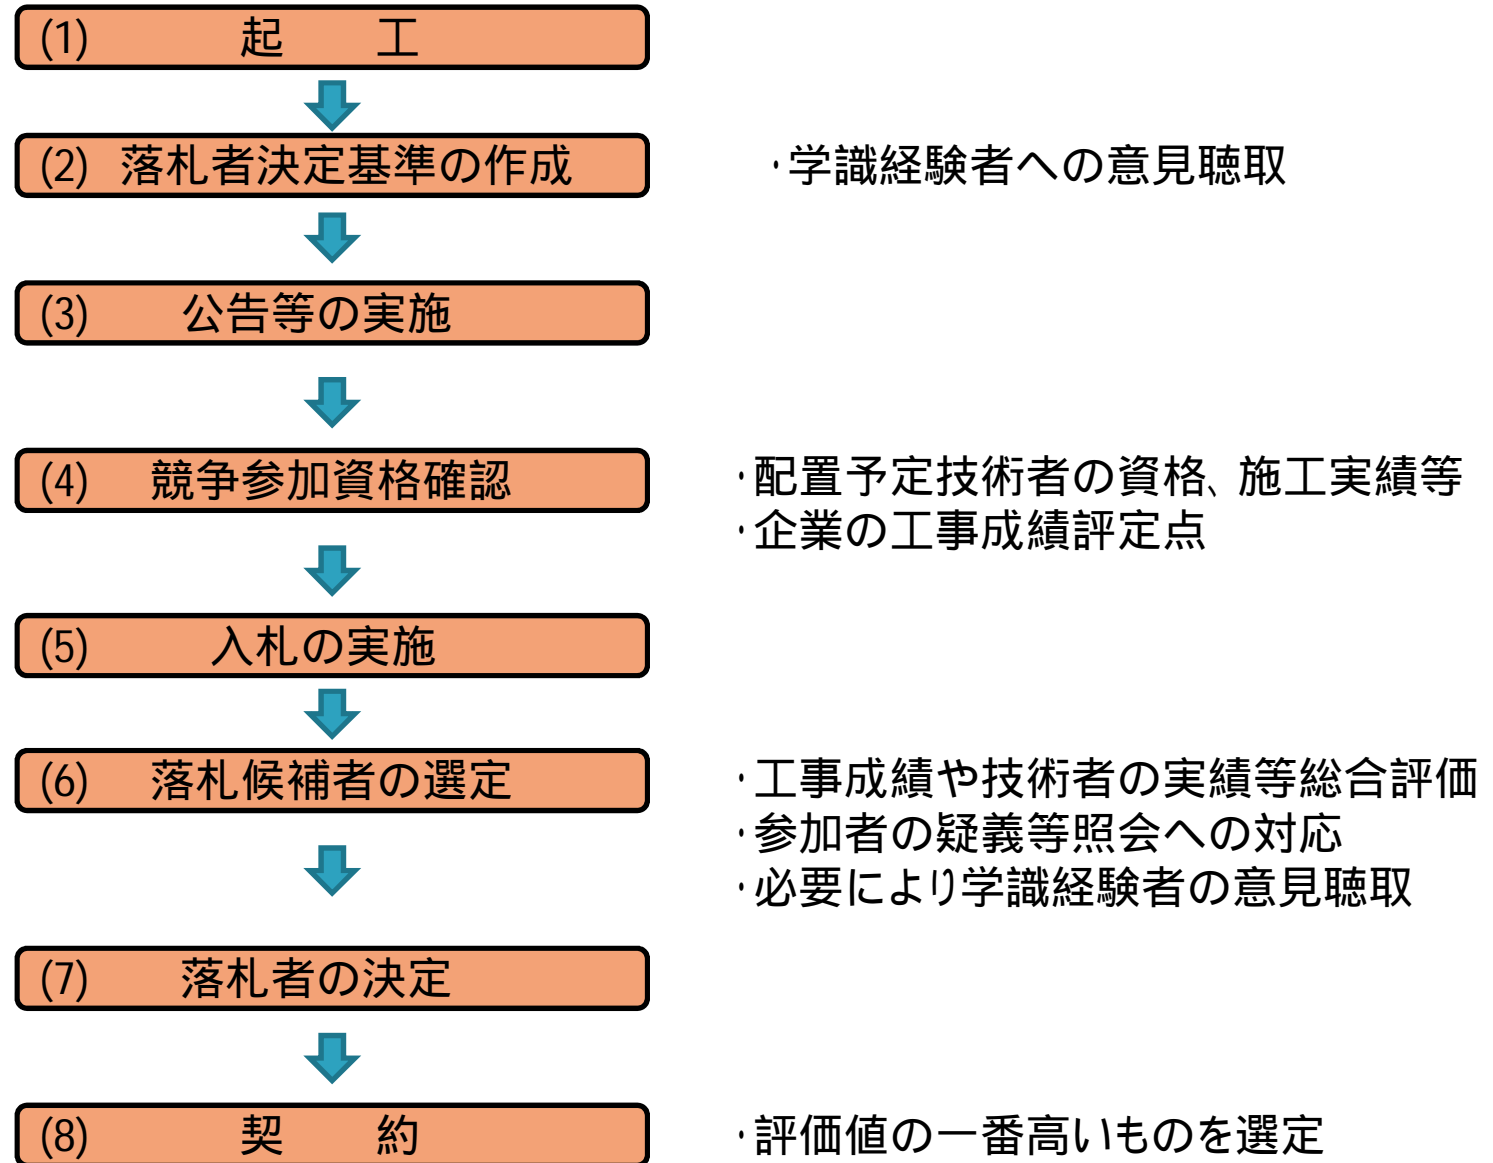 (1) 起 工
(2) 落札者決定基準の作成 ・学識経験者への意見聴取
(3) 公告等の実施
(4) 競争参加資格確認 ・配置予定技術者の資格、施工実績等
・企業の工事成績評定点
(5) 入札の実施
(6) 落札候補者の選定 ・工事成績や技術者の実績等総合評価
・参加者の疑義等照会への対応
・必要により学識経験者の意見聴取
(7) 落札者の決定
(8) 契 約 ・評価値の一番高いものを選定